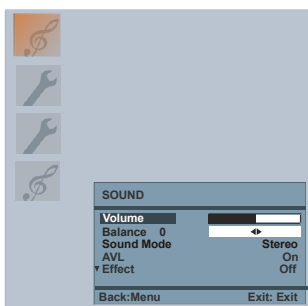 SOUND
Volume
Balance 0
Sound Mode Stereo
AVL On
Effect Off
Back:Menu Exit: Exit